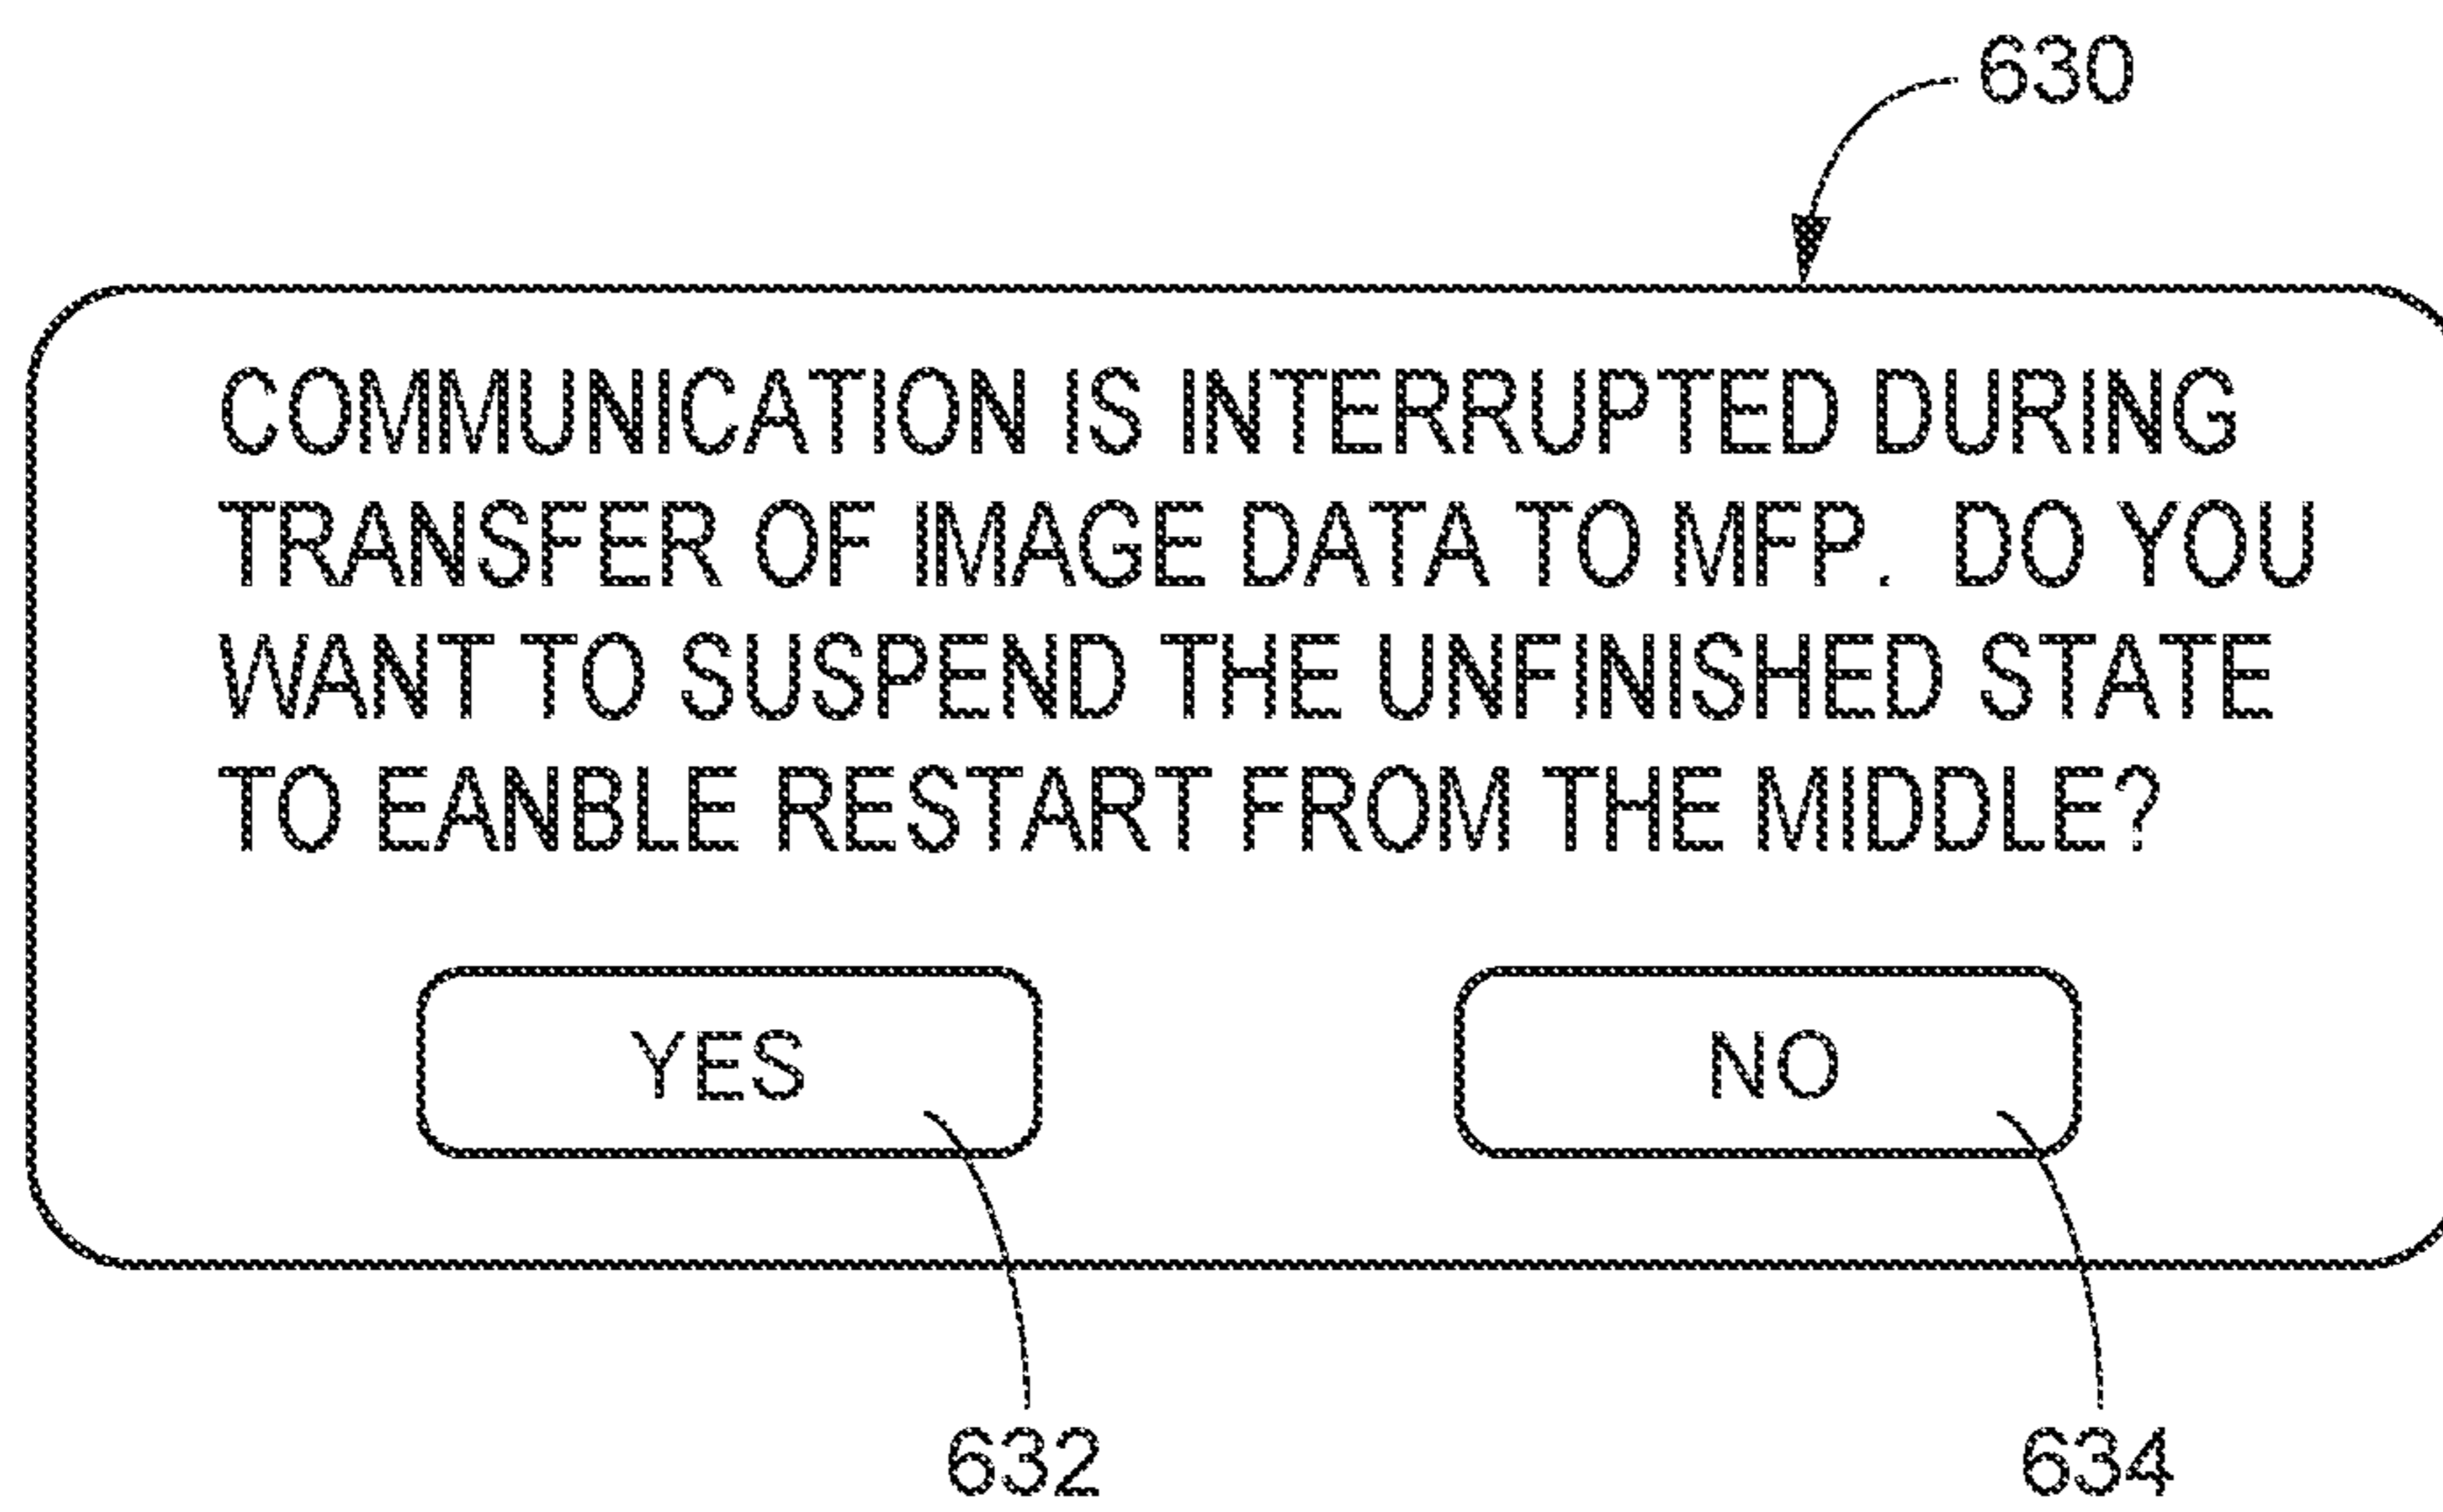 630
COMMUNICATION IS INTERRUPTED DURING
TRANSFER OF IMAGE DATA TO MFP. DO YOU
WANT TO SUSPEND THE UNFINISHED STATE
TO EANBLE RESTART FROM THE MIDDLE?
YES NO
632 634